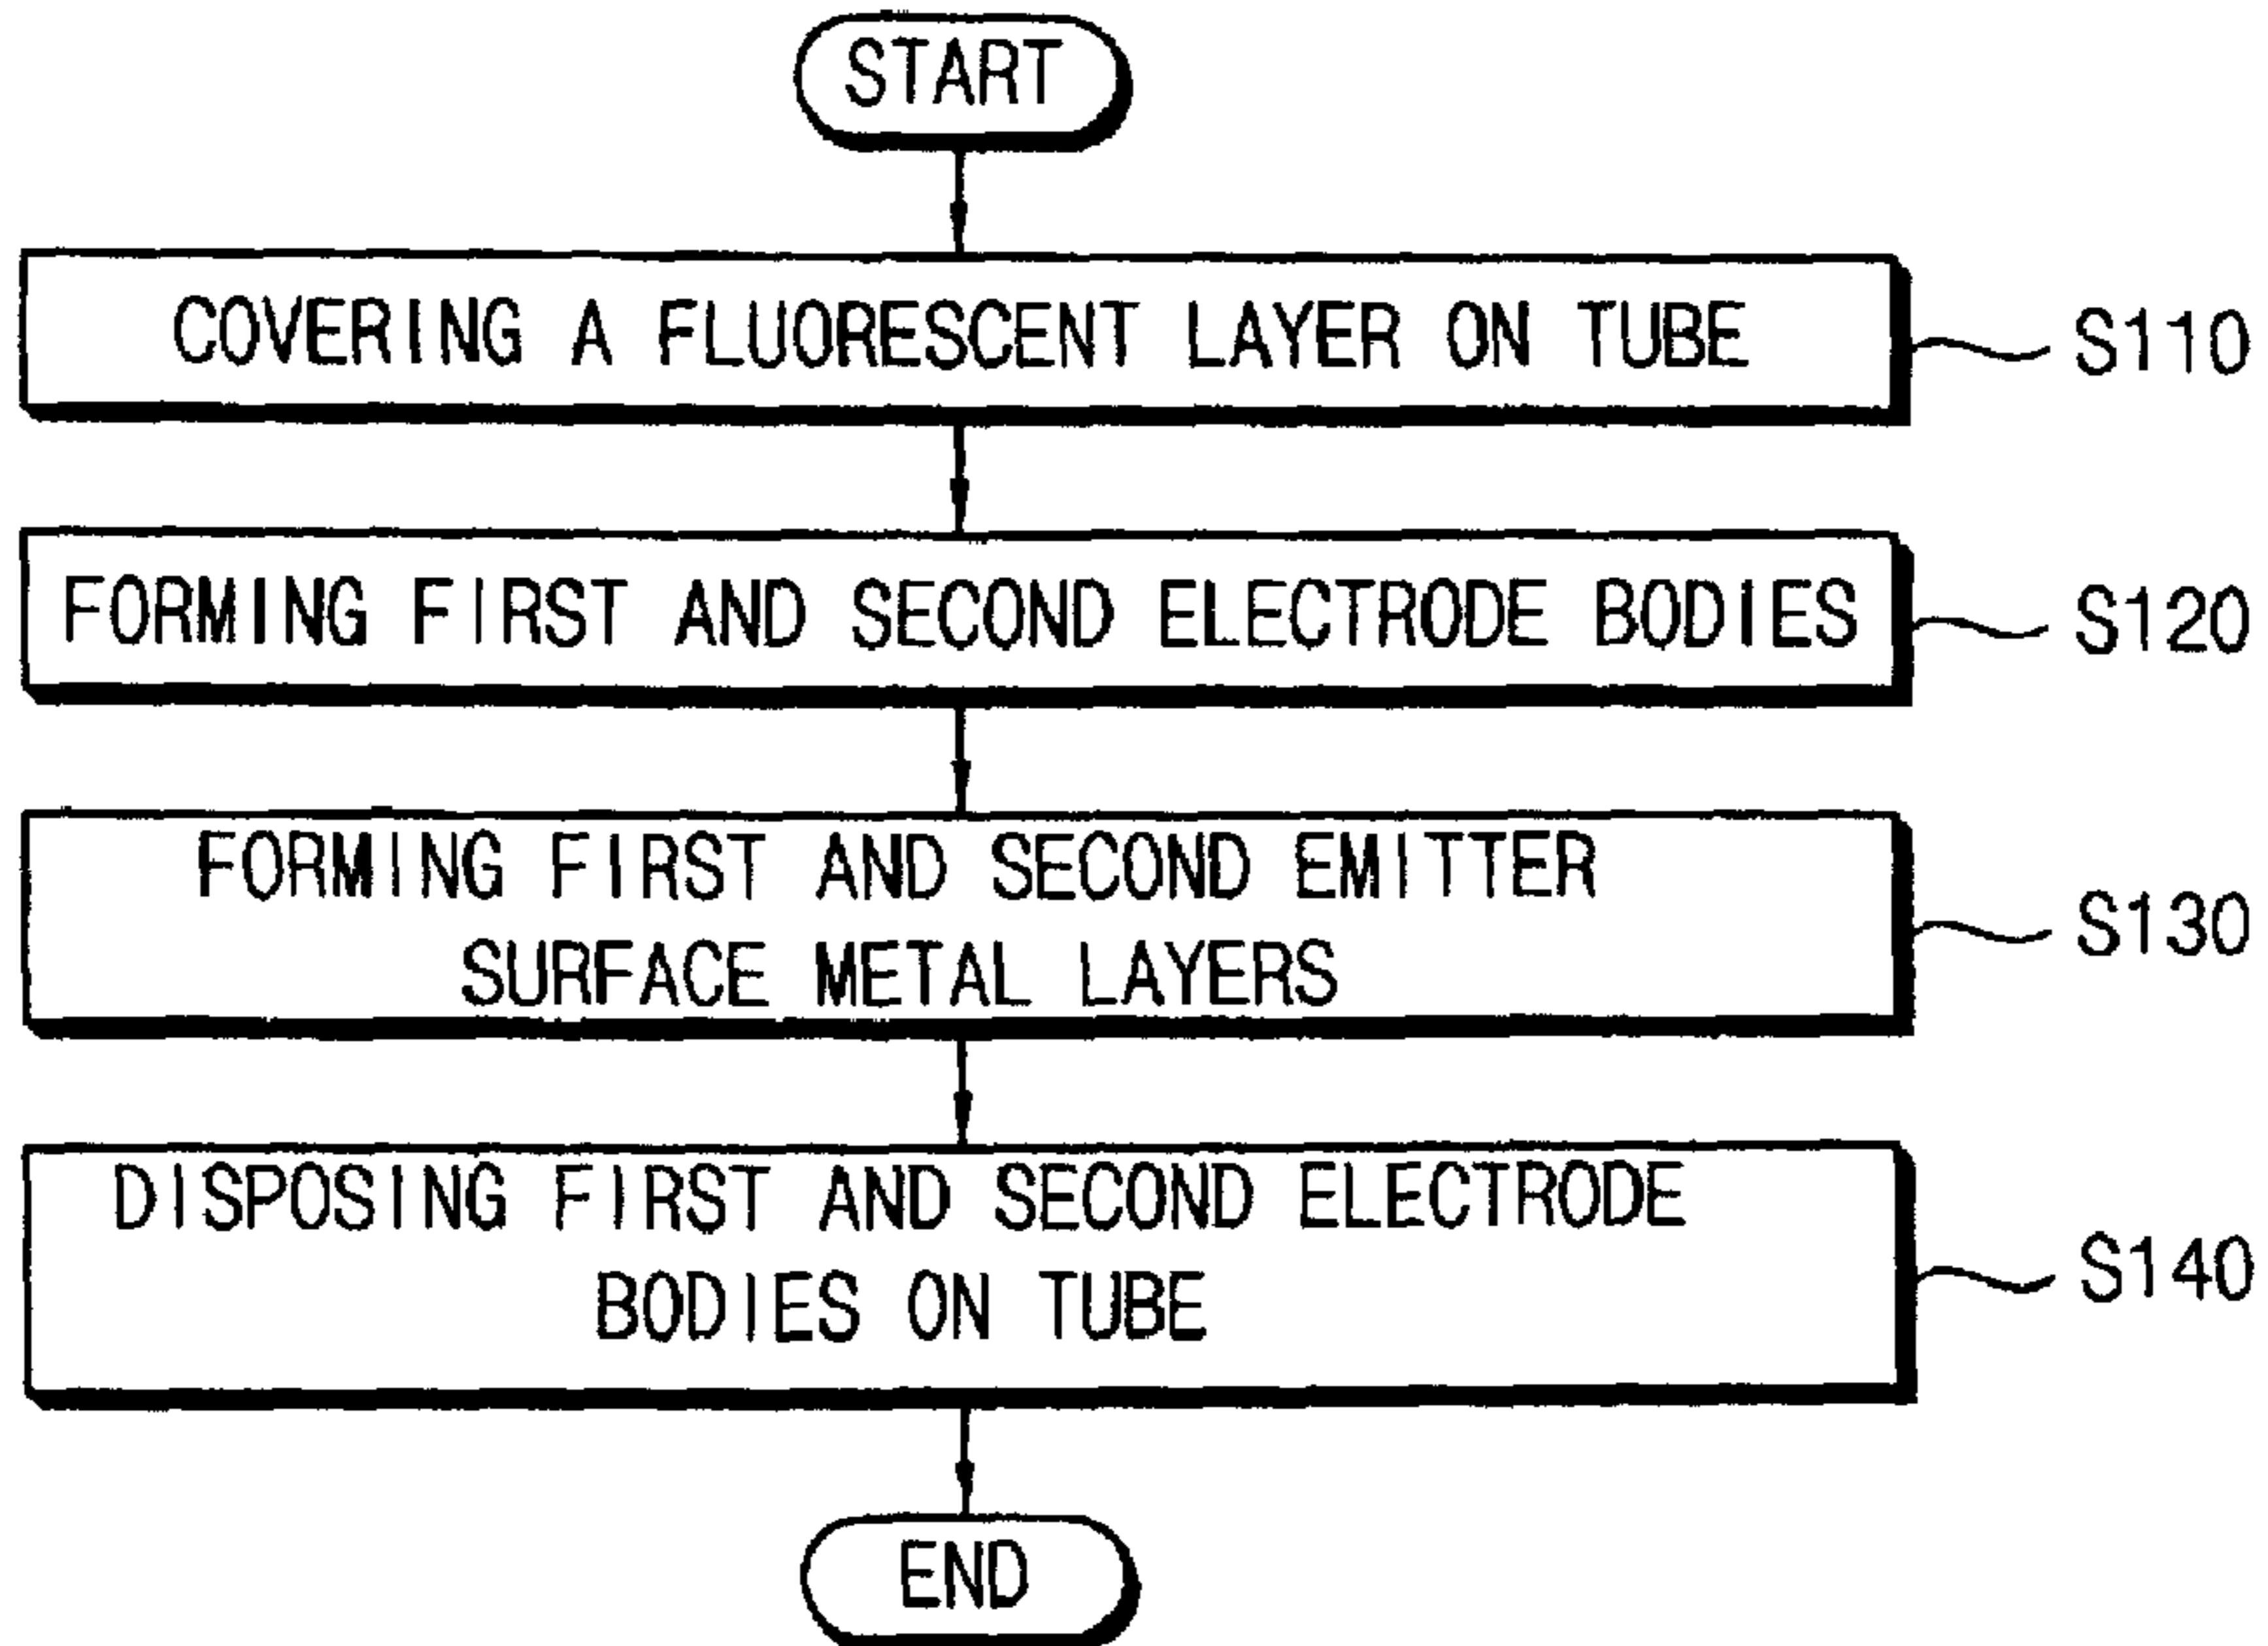 START
COVERING A FLUORESCENT LAYER ON TUBE
S110
FORMING FIRST AND SECOND ELECTRODE BODIES
S120
FORMING FIRST AND SECOND EMITTER
SURFACE METAL LAYERS
S130
DISPOSING FIRST AND SECOND ELECTRODE
BODIES ON TUBE
S140
END